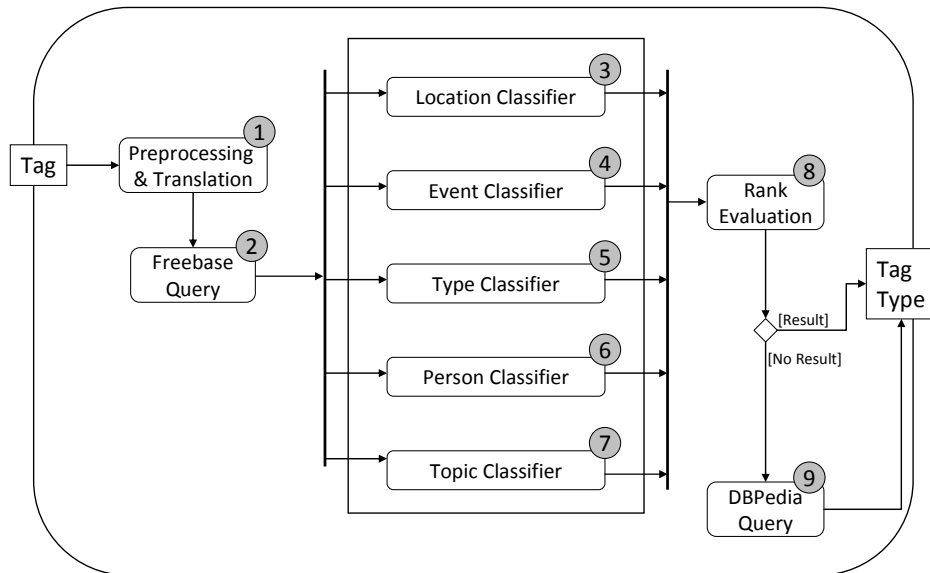 Tag
1
Preprocessing
& Translation
2
Freebase
Query
3
Location Classifier
4
Event Classifier
5
Type Classifier
6
Person Classifier
7
Topic Classifier
8
Rank
Evaluation
[Result]
[No Result]
9
DBPedia
Query
Tag
Type